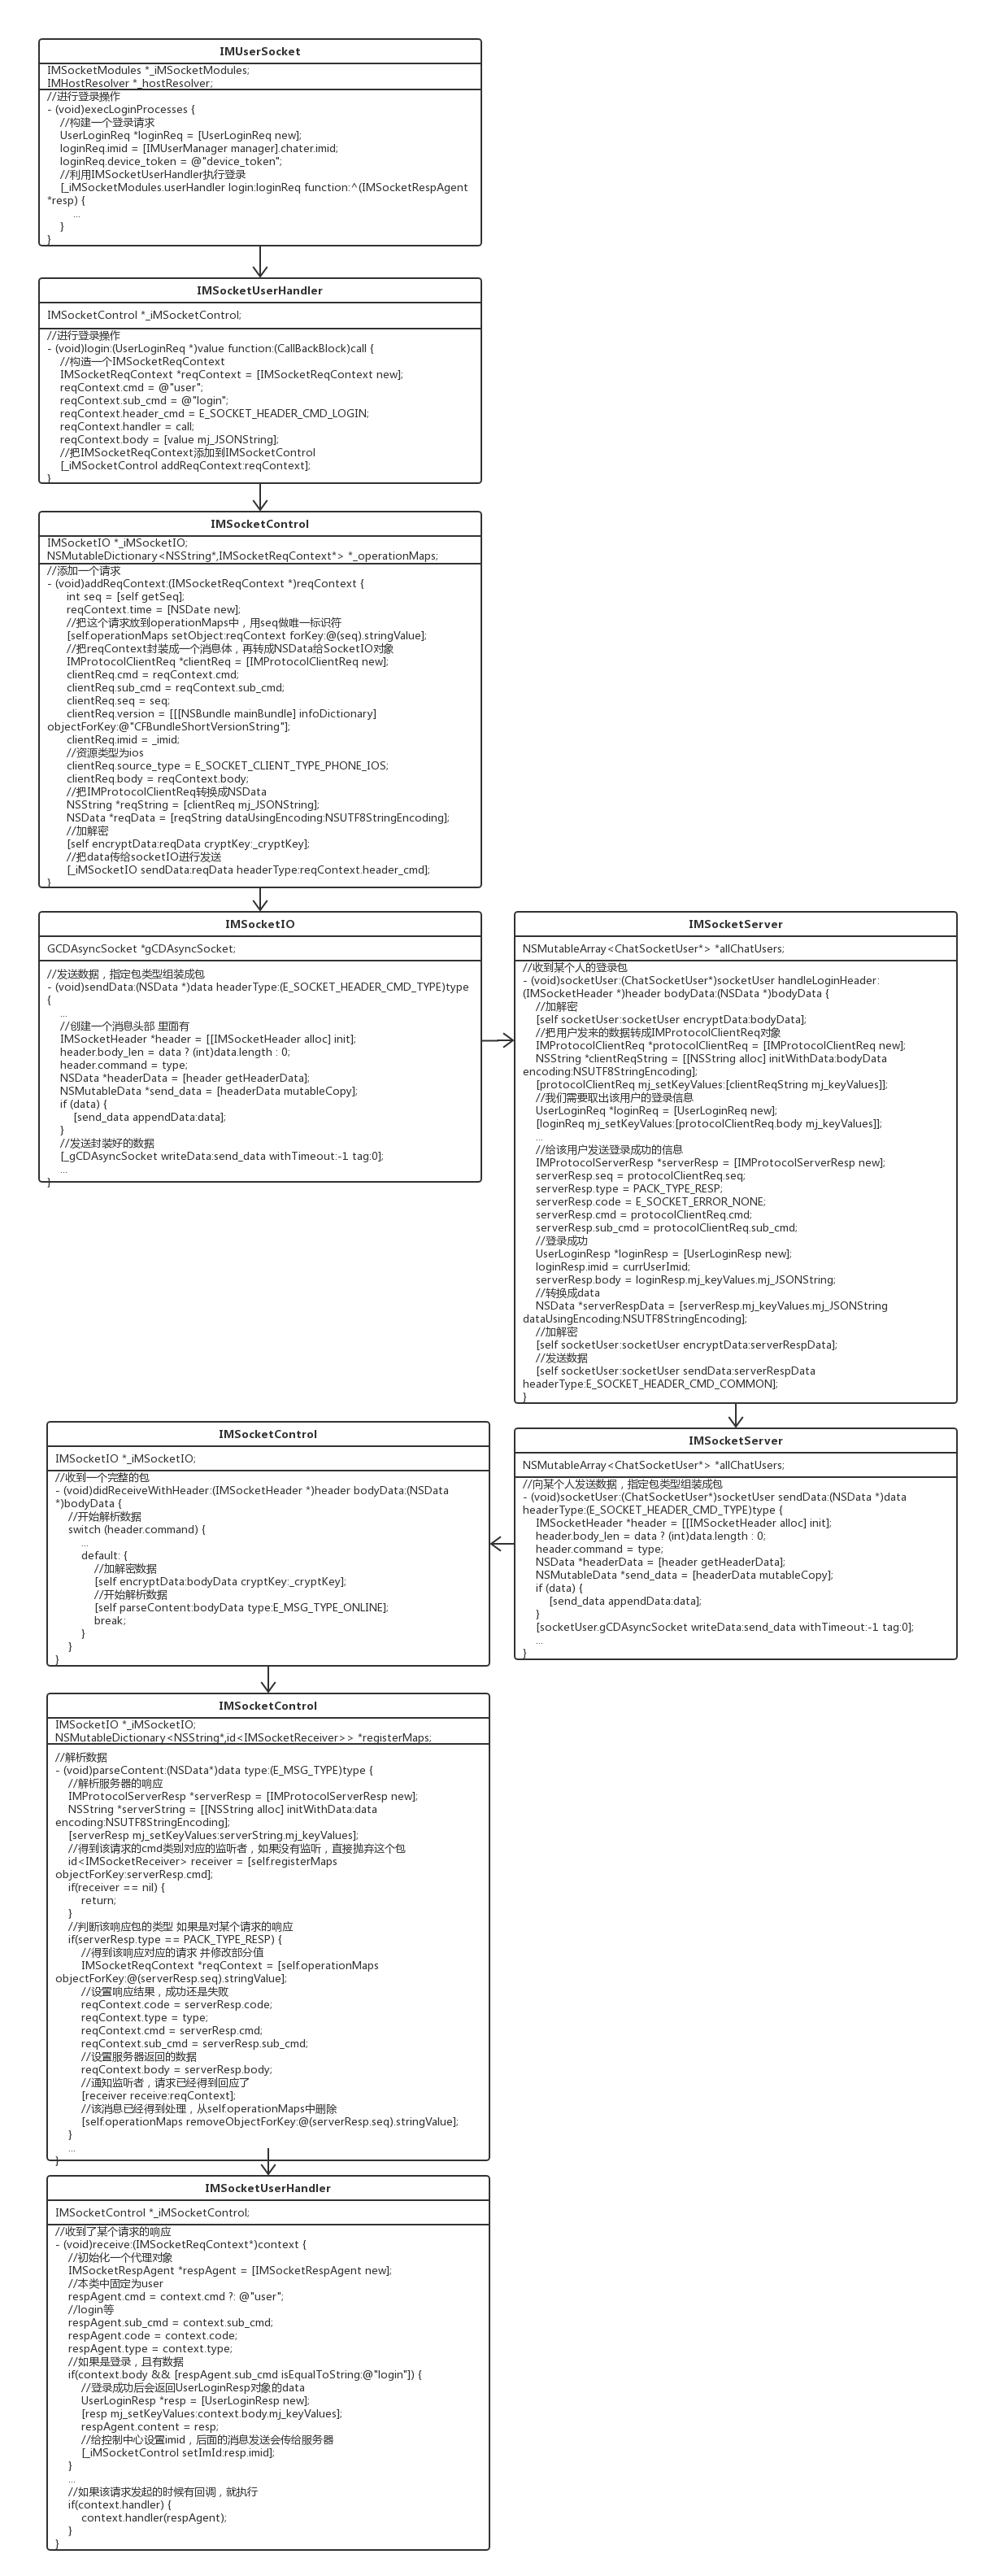 IMUserSocket
IMSocketModules *_iMSocketModules;
IMHostResolver *_hostResolver;
//进行登录操作
- (void)execLoginProcesses {
//构建一个登录请求
UserLoginReq *loginReq = [UserLoginReq new];
loginReq.imid = [IMUserManager manager].chater.imid;
loginReq.device_token = @"device_token";
//利用IMSocketUserHandler执行登录
[_iMSocketModules.userHandler login:loginReq function:^(IMSocketRespAgent
*resp) {
...
}
}
IMSocketUserHandler
IMSocketControl *_iMSocketControl;
//进行登录操作
- (void)login:(UserLoginReq *)value function:(CallBackBlock)call {
//构造一个IMSocketReqContext
IMSocketReqContext *reqContext = [IMSocketReqContext new];
reqContext.cmd = @"user";
reqContext.sub_cmd = @"login";
reqContext.header_cmd = E_SOCKET_HEADER_CMD_LOGIN;
reqContext.handler = call;
reqContext.body = [value mj_JSONString];
//把IMSocketReqContext添加到IMSocketControl
[_iMSocketControl addReqContext:reqContext];
}
IMSocketControl
IMSocketIO *_iMSocketIO;
NSMutableDictionary<NSString*,IMSocketReqContext*> *_operationMaps;
//添加一个请求
- (void)addReqContext:(IMSocketReqContext *)reqContext {
int seq = [self getSeq];
reqContext.time = [NSDate new];
//把这个请求放到operationMaps中，用seq做唯一标识符
[self.operationMaps setObject:reqContext forKey:@(seq).stringValue];
//把reqContext封装成一个消息体，再转成NSData给SocketIO对象
IMProtocolClientReq *clientReq = [IMProtocolClientReq new];
clientReq.cmd = reqContext.cmd;
clientReq.sub_cmd = reqContext.sub_cmd;
clientReq.seq = seq;
clientReq.version = [[[NSBundle mainBundle] infoDictionary]
objectForKey:@"CFBundleShortVersionString"];
clientReq.imid = _imid;
//资源类型为ios
clientReq.source_type = E_SOCKET_CLIENT_TYPE_PHONE_IOS;
clientReq.body = reqContext.body;
//把IMProtocolClientReq转换成NSData
NSString *reqString = [clientReq mj_JSONString];
NSData *reqData = [reqString dataUsingEncoding:NSUTF8StringEncoding];
//加解密
[self encryptData:reqData cryptKey:_cryptKey];
//把data传给socketIO进行发送
[_iMSocketIO sendData:reqData headerType:reqContext.header_cmd];
}
IMSocketIO
GCDAsyncSocket *gCDAsyncSocket;
//发送数据，指定包类型组装成包
- (void)sendData:(NSData *)data headerType:(E_SOCKET_HEADER_CMD_TYPE)type
{
...
//创建一个消息头部 里面有
IMSocketHeader *header = [[IMSocketHeader alloc] init];
header.body_len = data ? (int)data.length : 0;
header.command = type;
NSData *headerData = [header getHeaderData];
NSMutableData *send_data = [headerData mutableCopy];
if (data) {
[send_data appendData:data];
}
//发送封装好的数据
[_gCDAsyncSocket writeData:send_data withTimeout:-1 tag:0];
...
}
IMSocketServer
NSMutableArray<ChatSocketUser*> *allChatUsers;
//收到某个人的登录包
- (void)socketUser:(ChatSocketUser*)socketUser handleLoginHeader:
(IMSocketHeader *)header bodyData:(NSData *)bodyData {
//加解密
[self socketUser:socketUser encryptData:bodyData];
//把用户发来的数据转成IMProtocolClientReq对象
IMProtocolClientReq *protocolClientReq = [IMProtocolClientReq new];
NSString *clientReqString = [[NSString alloc] initWithData:bodyData
encoding:NSUTF8StringEncoding];
[protocolClientReq mj_setKeyValues:[clientReqString mj_keyValues]];
//我们需要取出该用户的登录信息
UserLoginReq *loginReq = [UserLoginReq new];
[loginReq mj_setKeyValues:[protocolClientReq.body mj_keyValues]];
...
//给该用户发送登录成功的信息
IMProtocolServerResp *serverResp = [IMProtocolServerResp new];
serverResp.seq = protocolClientReq.seq;
serverResp.type = PACK_TYPE_RESP;
serverResp.code = E_SOCKET_ERROR_NONE;
serverResp.cmd = protocolClientReq.cmd;
serverResp.sub_cmd = protocolClientReq.sub_cmd;
//登录成功
UserLoginResp *loginResp = [UserLoginResp new];
loginResp.imid = currUserImid;
serverResp.body = loginResp.mj_keyValues.mj_JSONString;
//转换成data
NSData *serverRespData = [serverResp.mj_keyValues.mj_JSONString
dataUsingEncoding:NSUTF8StringEncoding];
//加解密
[self socketUser:socketUser encryptData:serverRespData];
//发送数据
[self socketUser:socketUser sendData:serverRespData
headerType:E_SOCKET_HEADER_CMD_COMMON];
}
IMSocketServer
NSMutableArray<ChatSocketUser*> *allChatUsers;
//向某个人发送数据，指定包类型组装成包
- (void)socketUser:(ChatSocketUser*)socketUser sendData:(NSData *)data
headerType:(E_SOCKET_HEADER_CMD_TYPE)type {
IMSocketHeader *header = [[IMSocketHeader alloc] init];
header.body_len = data ? (int)data.length : 0;
header.command = type;
NSData *headerData = [header getHeaderData];
NSMutableData *send_data = [headerData mutableCopy];
if (data) {
[send_data appendData:data];
}
[socketUser.gCDAsyncSocket writeData:send_data withTimeout:-1 tag:0];
...
}
IMSocketControl
IMSocketIO *_iMSocketIO;
//收到一个完整的包
- (void)didReceiveWithHeader:(IMSocketHeader *)header bodyData:(NSData
*)bodyData {
//开始解析数据
switch (header.command) {
...
default: {
//加解密数据
[self encryptData:bodyData cryptKey:_cryptKey];
//开始解析数据
[self parseContent:bodyData type:E_MSG_TYPE_ONLINE];
break;
}
}
}
IMSocketControl
IMSocketIO *_iMSocketIO;
NSMutableDictionary<NSString*,id<IMSocketReceiver>> *registerMaps;
//解析数据
- (void)parseContent:(NSData*)data type:(E_MSG_TYPE)type {
//解析服务器的响应
IMProtocolServerResp *serverResp = [IMProtocolServerResp new];
NSString *serverString = [[NSString alloc] initWithData:data
encoding:NSUTF8StringEncoding];
[serverResp mj_setKeyValues:serverString.mj_keyValues];
//得到该请求的cmd类别对应的监听者，如果没有监听，直接抛弃这个包
id<IMSocketReceiver> receiver = [self.registerMaps
objectForKey:serverResp.cmd];
if(receiver == nil) {
return;
}
//判断该响应包的类型 如果是对某个请求的响应
if(serverResp.type == PACK_TYPE_RESP) {
//得到该响应对应的请求 并修改部分值
IMSocketReqContext *reqContext = [self.operationMaps
objectForKey:@(serverResp.seq).stringValue];
//设置响应结果，成功还是失败
reqContext.code = serverResp.code;
reqContext.type = type;
reqContext.cmd = serverResp.cmd;
reqContext.sub_cmd = serverResp.sub_cmd;
//设置服务器返回的数据
reqContext.body = serverResp.body;
//通知监听者，请求已经得到回应了
[receiver receive:reqContext];
//该消息已经得到处理，从self.operationMaps中删除
[self.operationMaps removeObjectForKey:@(serverResp.seq).stringValue];
}
...
}
IMSocketUserHandler
IMSocketControl *_iMSocketControl;
//收到了某个请求的响应
- (void)receive:(IMSocketReqContext*)context {
//初始化一个代理对象
IMSocketRespAgent *respAgent = [IMSocketRespAgent new];
//本类中固定为user
respAgent.cmd = context.cmd ?: @"user";
//login等
respAgent.sub_cmd = context.sub_cmd;
respAgent.code = context.code;
respAgent.type = context.type;
//如果是登录，且有数据
if(context.body && [respAgent.sub_cmd isEqualToString:@"login"]) {
//登录成功后会返回UserLoginResp对象的data
UserLoginResp *resp = [UserLoginResp new];
[resp mj_setKeyValues:context.body.mj_keyValues];
respAgent.content = resp;
//给控制中心设置imid，后面的消息发送会传给服务器
[_iMSocketControl setImId:resp.imid];
}
...
//如果该请求发起的时候有回调，就执行
if(context.handler) {
context.handler(respAgent);
}
}